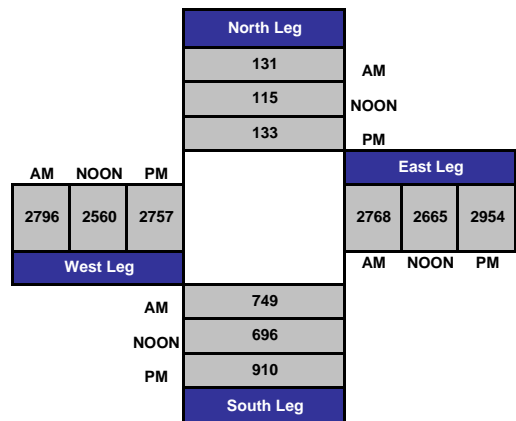 North Leg
131 AM
115 NOON
133 PM
AM NOON PM East Leg
2796 2560 2757 2768 2665 2954
West Leg AM NOON PM
AM 749
NOON 696
PM 910
South Leg